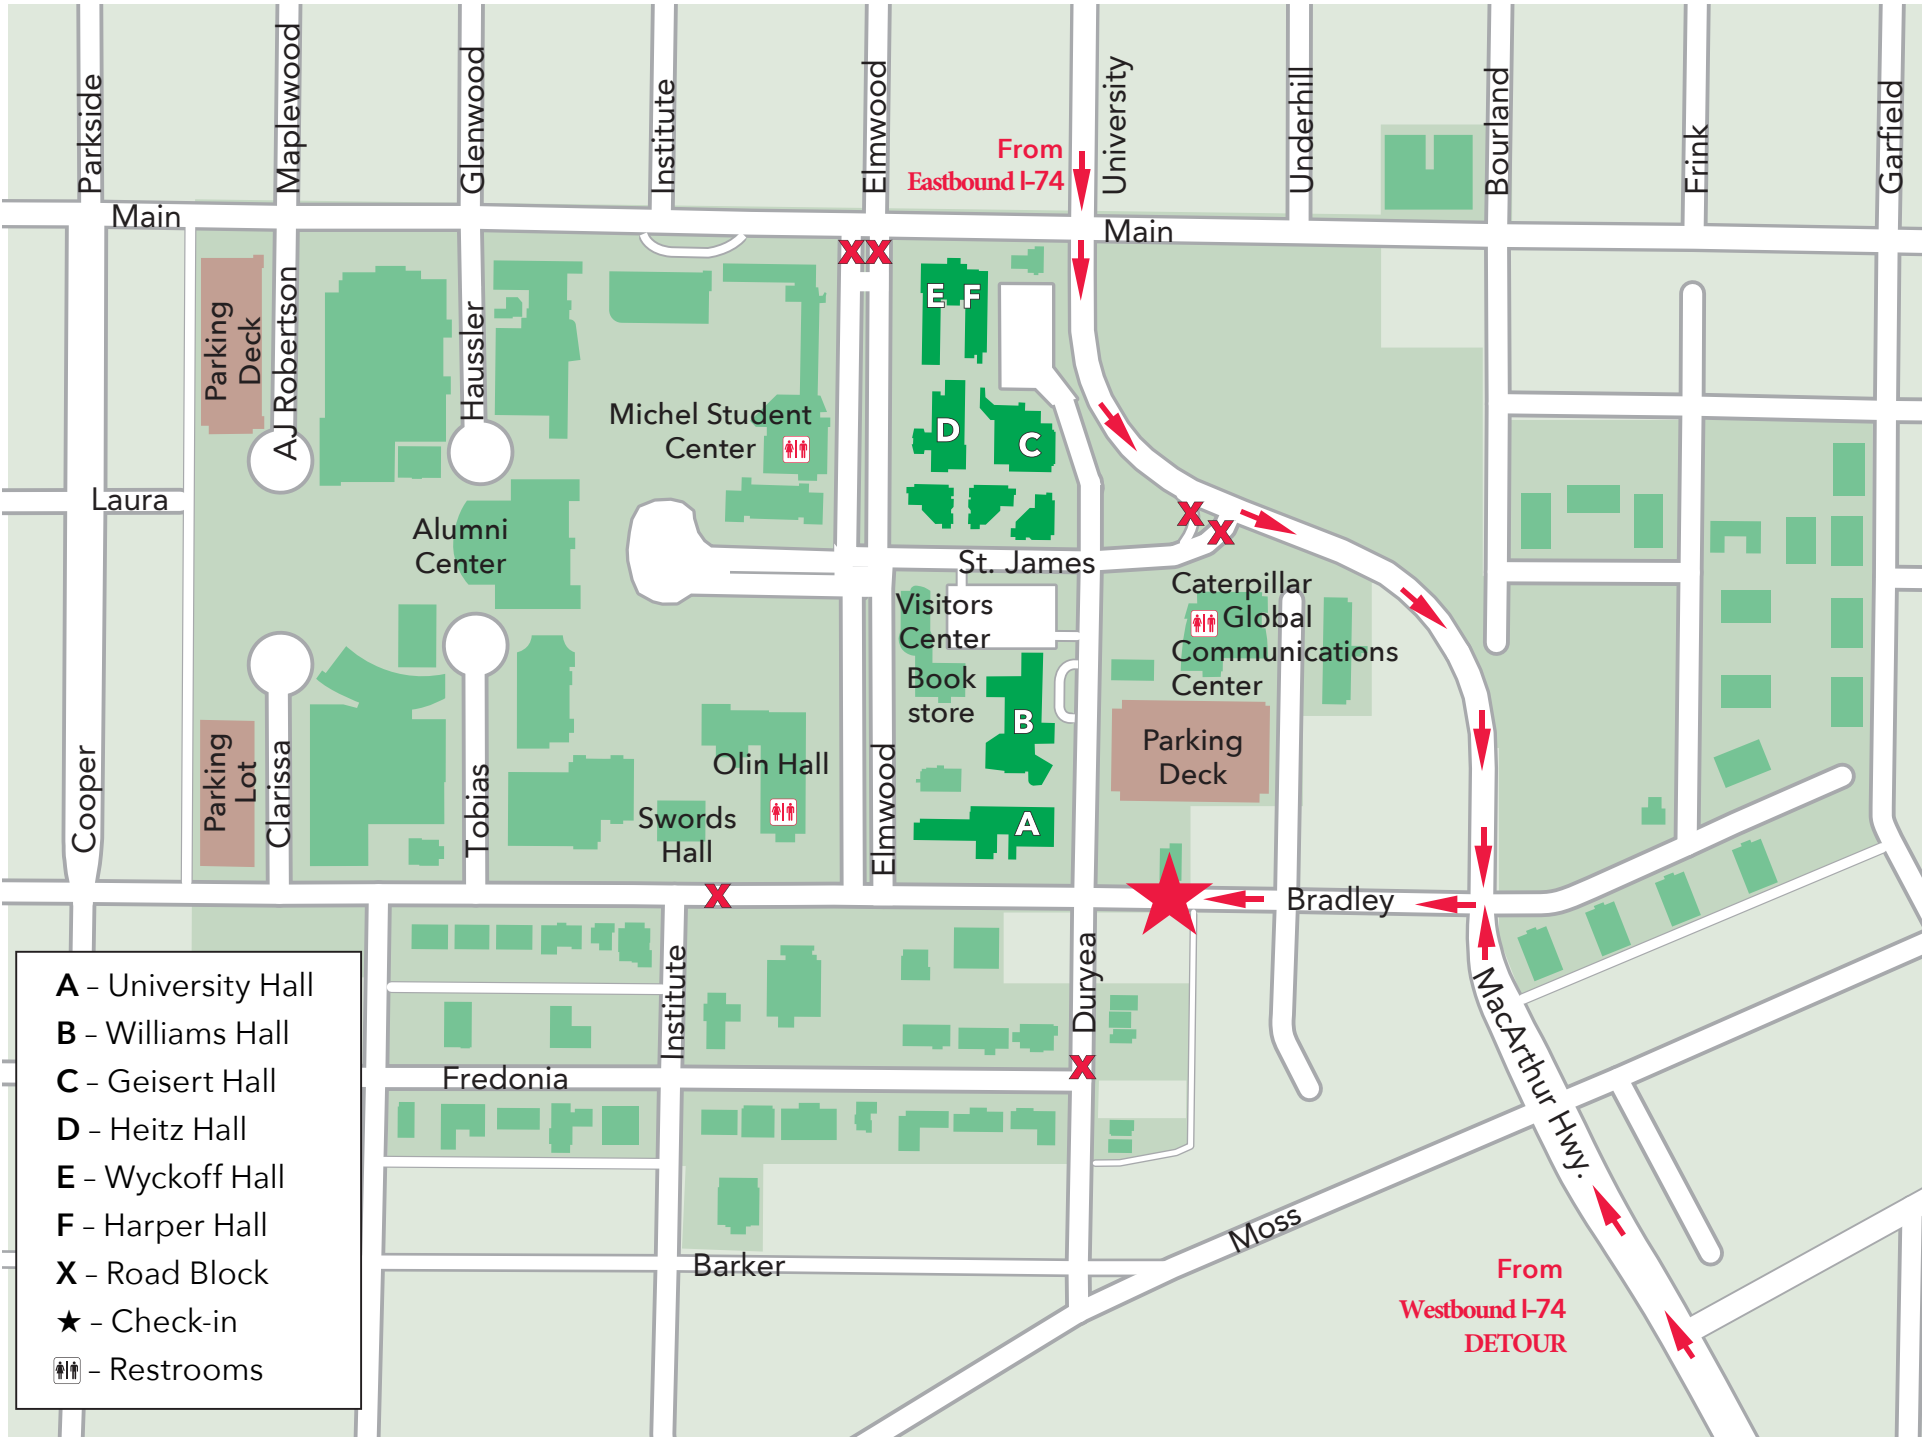 Parkside
Maplewood
Glenwood
Institute
Elmwood
University
Underhill
Bourland
Frink
Garfield
From
Eastbound I-74
Main
Main
X X
Parking
Deck
AJ Robertson
Haussler
E F
Michel Student
Center
D
C
Laura
Alumni
Center
X
X
St. James
Visitors
Center
Book
store
Caterpillar
Global
Communications
Center
B
Parking
Deck
Cooper
Parking
Lot
Clarissa
Tobias
Olin Hall
Swords
Hall
Elmwood
A
X
Bradley
Institute
Duryea
MacArthur Hwy.
X
Fredonia
Moss
Barker
From
Westbound I-74
DETOUR
A – University Hall
B – Williams Hall
C – Geisert Hall
D – Heitz Hall
E – Wyckoff Hall
F – Harper Hall
X – Road Block
★ – Check-in
– Restrooms